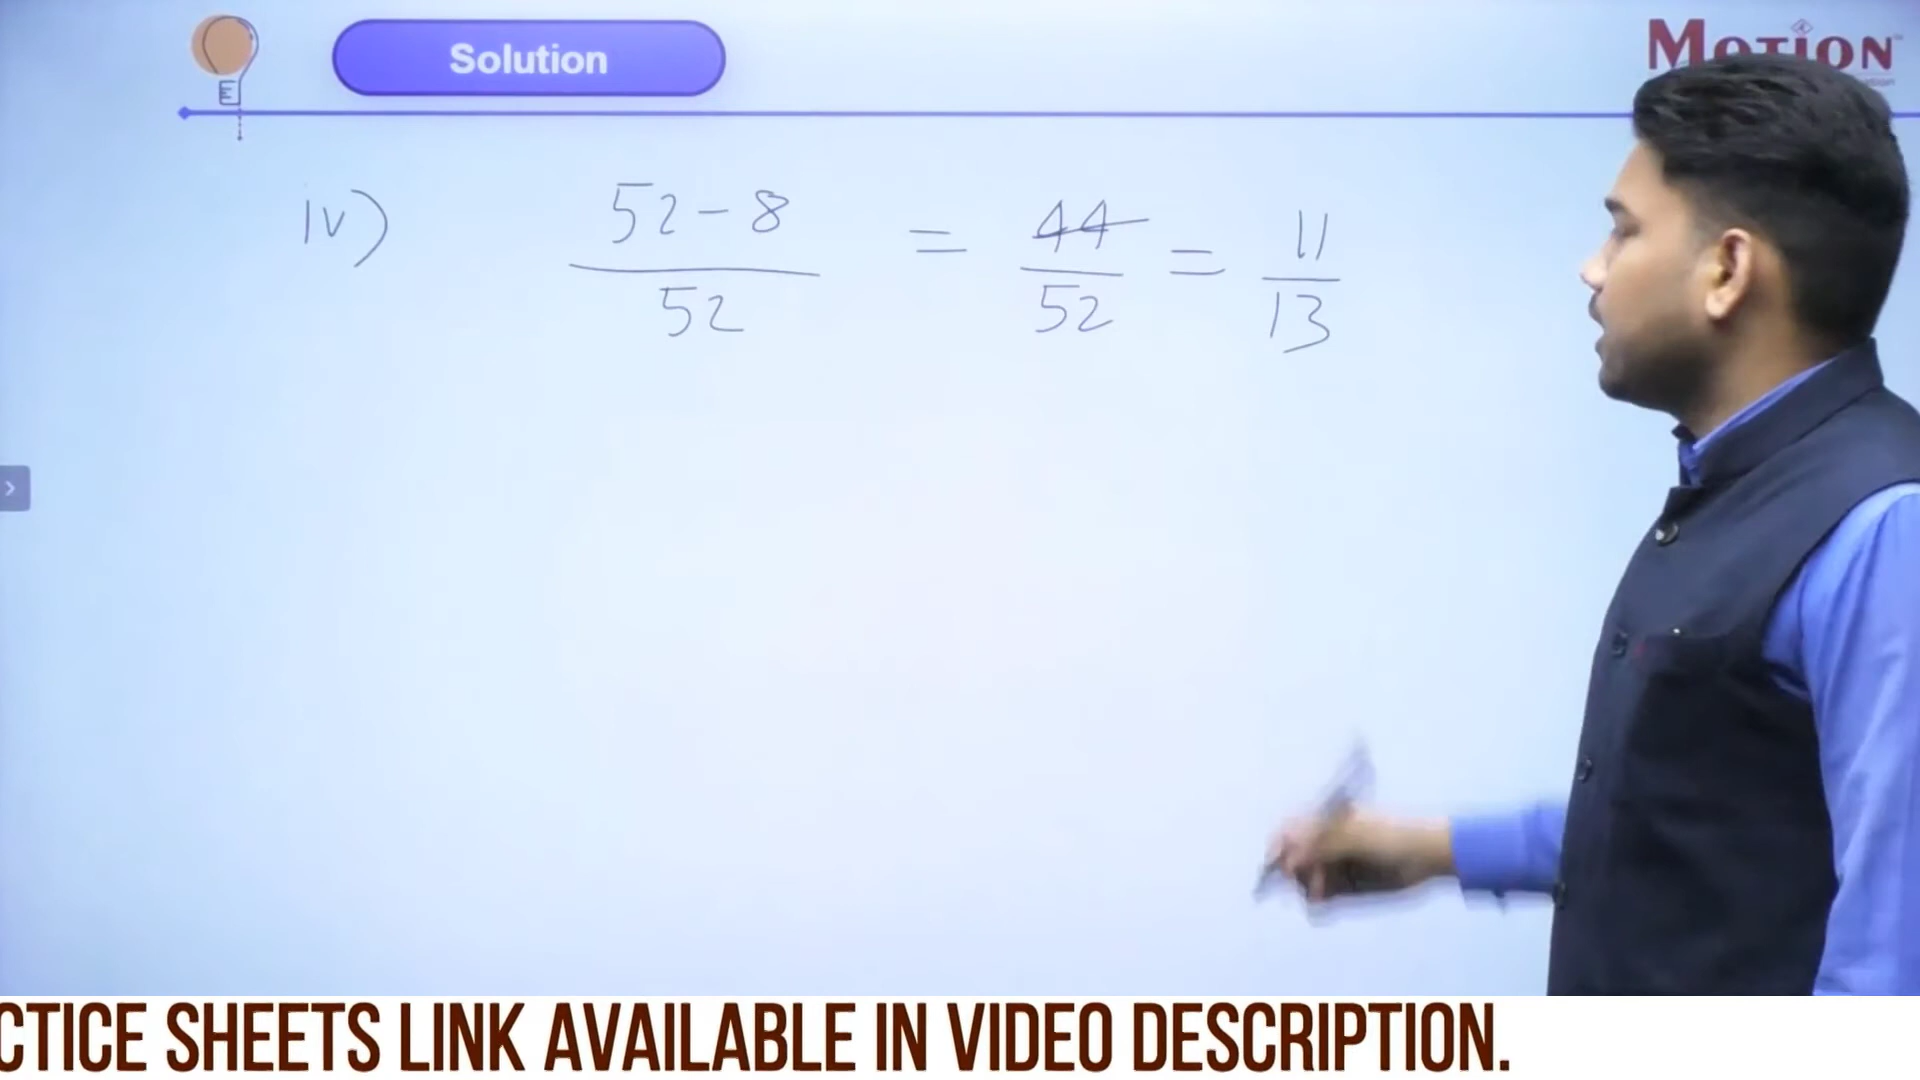 Solution
MOTION
iv) 52-8 / 52 = 44 / 52 = 11 / 13
CTICE SHEETS LINK AVAILABLE IN VIDEO DESCRIPTION.